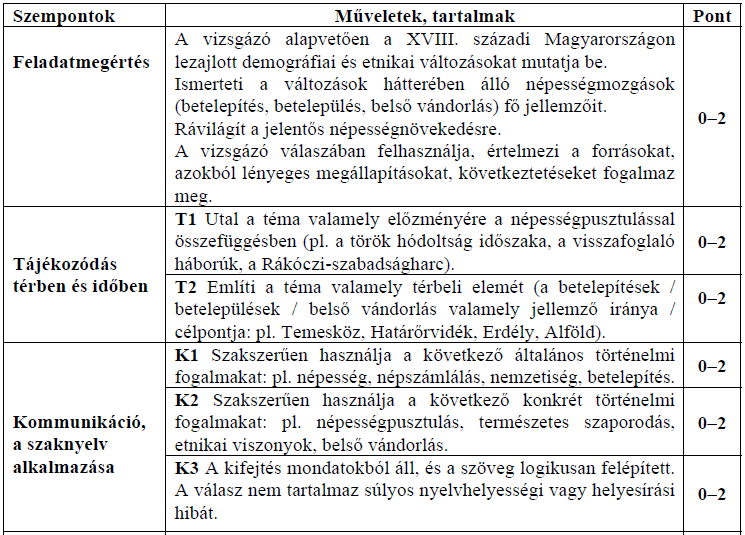 Szempontok Műveletek, tartalmak Pont
Feladatmegértés
A vizsgázó alapvetően a XVIII. századi Magyarországon
lezajlott demográfiai és etnikai változásokat mutatja be.
Ismerteti a változások hátterében álló népességmozgások
(betelepítés, betelepülés, belső vándorlás) fő jellemzőit.
Rávilágít a jelentős népességnövekedésre.
A vizsgázó válaszában felhasználja, értelmezi a forrásokat,
azokból lényeges megállapításokat, következtetéseket fogalmaz
meg.
0–2
Tájékozódás
térben és időben
T1 Utal a téma valamely előzményére a népességpusztulással
összefüggésben (pl. a török hódoltság időszaka, a visszafoglaló
háborúk, a Rákóczi-szabadságharc).
0–2
T2 Említi a téma valamely térbeli elemét (a betelepítések /
betelepülések / belső vándorlás valamely jellemző iránya /
célpontja: pl. Temesköz, Határőrvidék, Erdély, Alföld).
0–2
Kommunikáció,
a szaknyelv
alkalmazása
K1 Szakszerűen használja a következő általános történelmi
fogalmakat: pl. népesség, népszámlálás, nemzetiség, betelepítés.
0–2
K2 Szakszerűen használja a következő konkrét történelmi
fogalmakat: pl. népességpusztulás, természetes szaporodás,
etnikai viszonyok, belső vándorlás.
0–2
K3 A kifejtés mondatokból áll, és a szöveg logikusan felépített.
A válasz nem tartalmaz súlyos nyelvhelyességi vagy helyesírási
hibát.
0–2